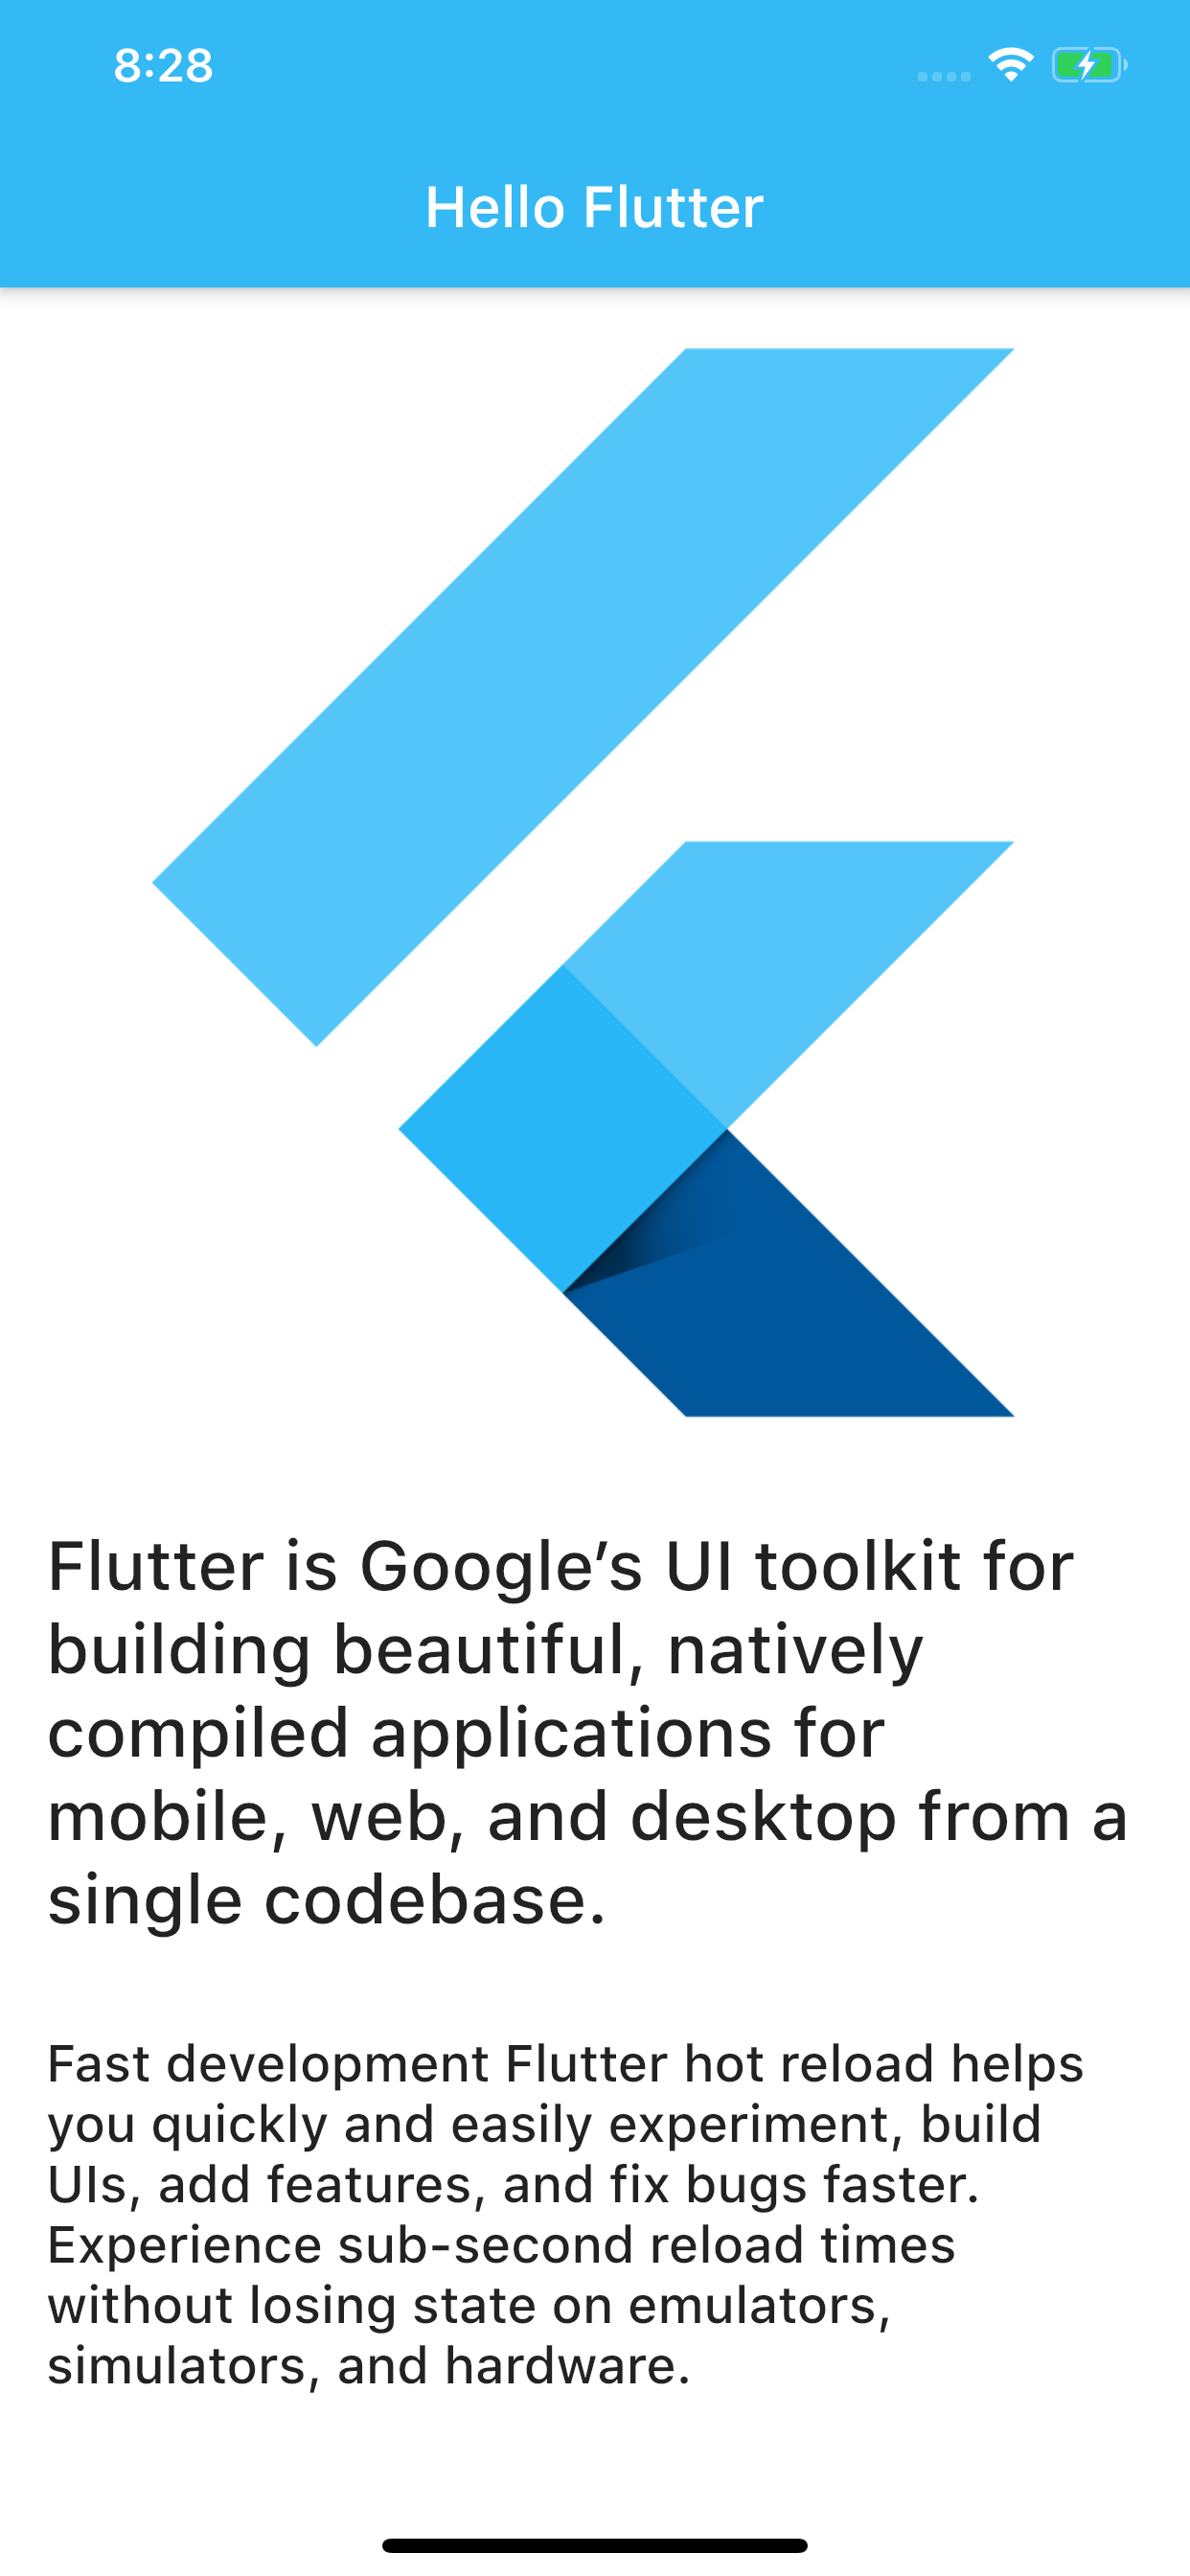 8:28
Hello Flutter
Flutter is Google’s UI toolkit for
building beautiful, natively
compiled applications for
mobile, web, and desktop from a
single codebase.
Fast development Flutter hot reload helps
you quickly and easily experiment, build
UIs, add features, and fix bugs faster.
Experience sub-second reload times
without losing state on emulators,
simulators, and hardware.